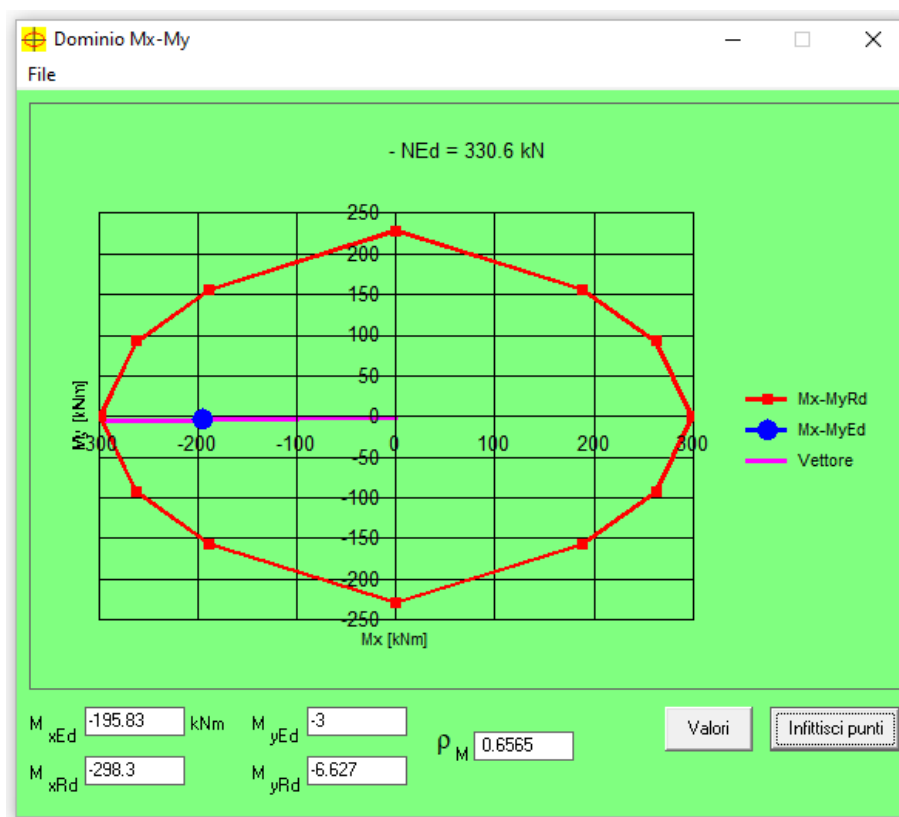 Dominio Mx-My
File
- NEd = 330.6 kN
250
200
150
100
50
0
-300 -200 -100 0 100 200 300
-50
-100
-150
-200
-250
My [kNm]
Mx [kNm]
Mx-MyRd
Mx-MyEd
Vettore
M xEd -195.83 kNm M yEd -3
ρ M 0.6565
Valori Infittisci punti
M xRd -298.3 M yRd -6.627